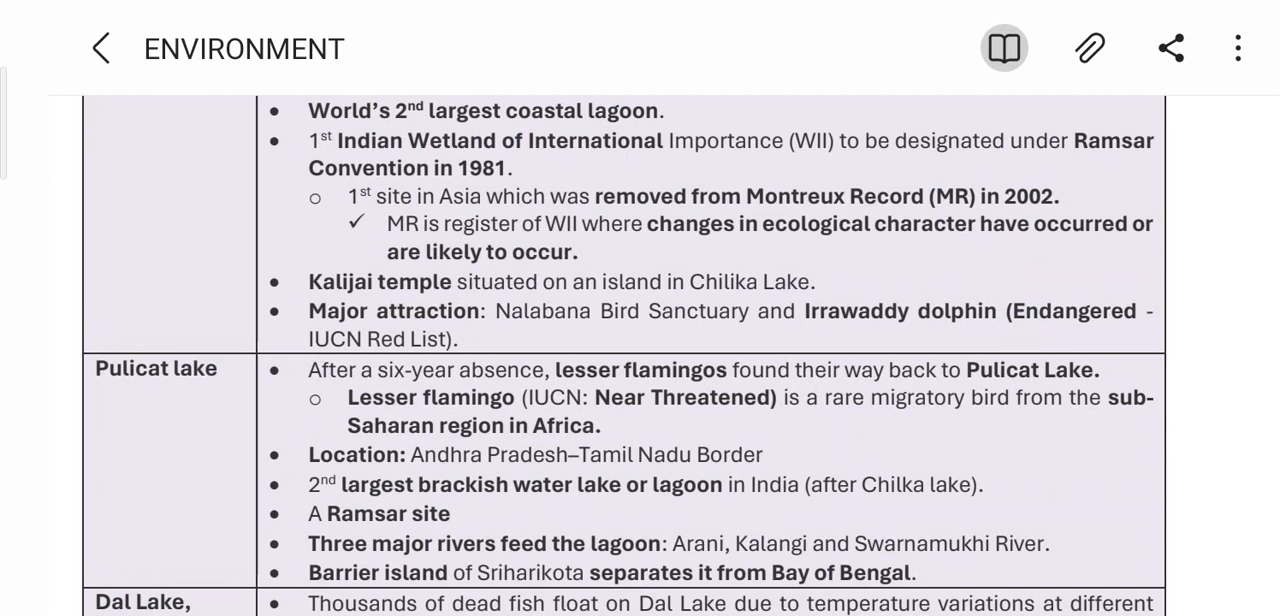 ENVIRONMENT
• World's 2nd largest coastal lagoon.
• 1st Indian Wetland of International Importance (WII) to be designated under Ramsar
Convention in 1981.
o 1st site in Asia which was removed from Montreux Record (MR) in 2002.
✓ MR is register of WII where changes in ecological character have occurred or
are likely to occur.
• Kalijai temple situated on an island in Chilika Lake.
• Major attraction: Nalabana Bird Sanctuary and Irrawaddy dolphin (Endangered -
IUCN Red List).
Pulicat lake
• After a six-year absence, lesser flamingos found their way back to Pulicat Lake.
o Lesser flamingo (IUCN: Near Threatened) is a rare migratory bird from the sub-
Saharan region in Africa.
• Location: Andhra Pradesh–Tamil Nadu Border
• 2nd largest brackish water lake or lagoon in India (after Chilka lake).
• A Ramsar site
• Three major rivers feed the lagoon: Arani, Kalangi and Swarnamukhi River.
• Barrier island of Sriharikota separates it from Bay of Bengal.
Dal Lake,
• Thousands of dead fish float on Dal Lake due to temperature variations at different